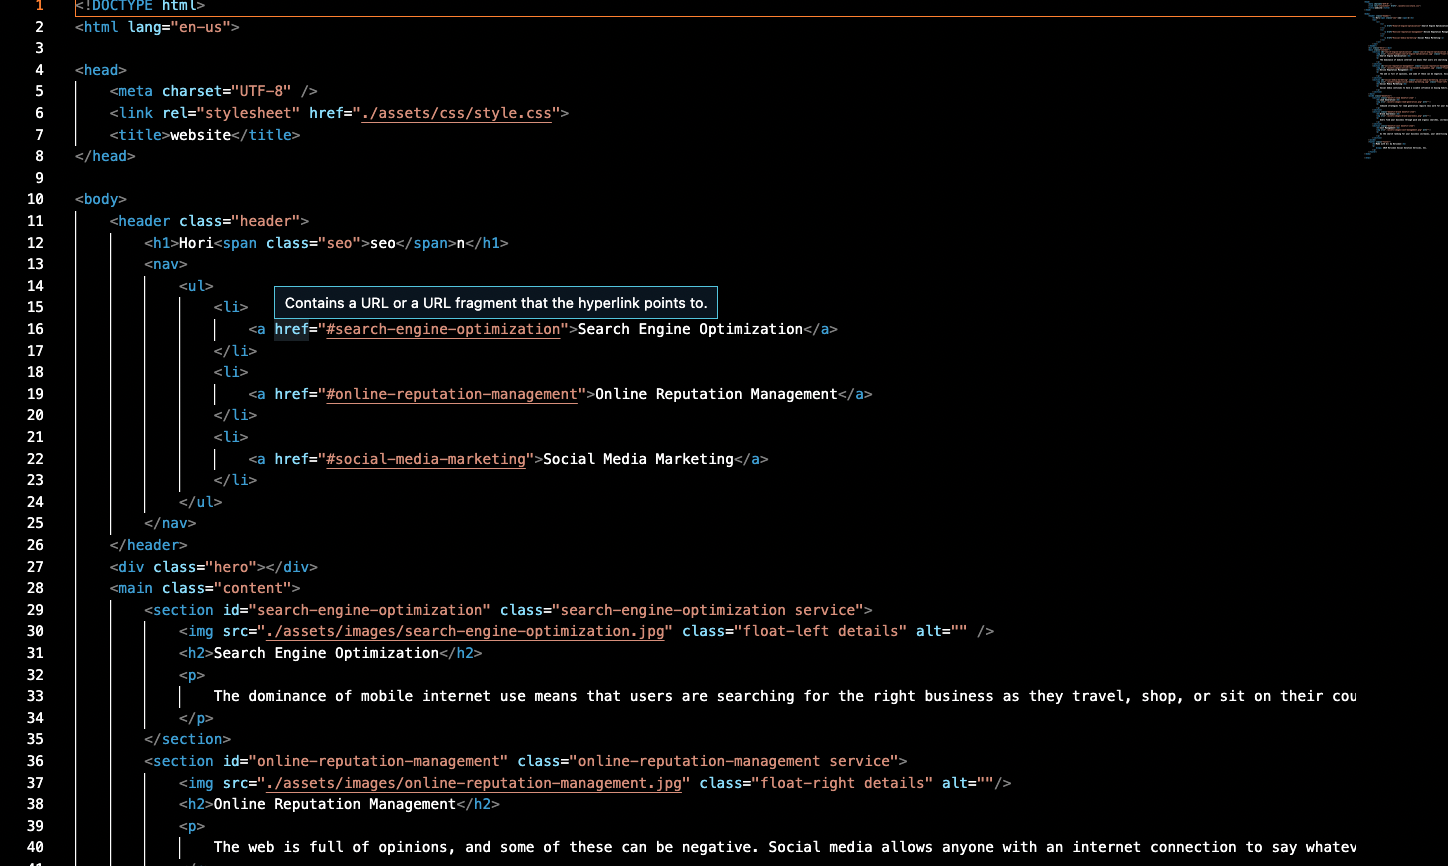 1 <!DOCTYPE html>
2 <html lang="en-us">
3
4 <head>
5 <meta charset="UTF-8" />
6 <link rel="stylesheet" href="./assets/css/style.css">
7 <title>website</title>
8 </head>
9
10 <body>
11 <header class="header">
12 <h1>Hori<span class="seo">seo</span>n</h1>
13 <nav>
14 <ul>
Contains a URL or a URL fragment that the hyperlink points to.
15 <li>
16 <a href="#search-engine-optimization">Search Engine Optimization</a>
17 </li>
18 <li>
19 <a href="#online-reputation-management">Online Reputation Management</a>
20 </li>
21 <li>
22 <a href="#social-media-marketing">Social Media Marketing</a>
23 </li>
24 </ul>
25 </nav>
26 </header>
27 <div class="hero"></div>
28 <main class="content">
29 <section id="search-engine-optimization" class="search-engine-optimization service">
30 <img src="./assets/images/search-engine-optimization.jpg" class="float-left details" alt="" />
31 <h2>Search Engine Optimization</h2>
32 <p>
33 The dominance of mobile internet use means that users are searching for the right business as they travel, shop, or sit on their cou
34 </p>
35 </section>
36 <section id="online-reputation-management" class="online-reputation-management service">
37 <img src="./assets/images/online-reputation-management.jpg" class="float-right details" alt=""/>
38 <h2>Online Reputation Management</h2>
39 <p>
40 The web is full of opinions, and some of these can be negative. Social media allows anyone with an internet connection to say whatev